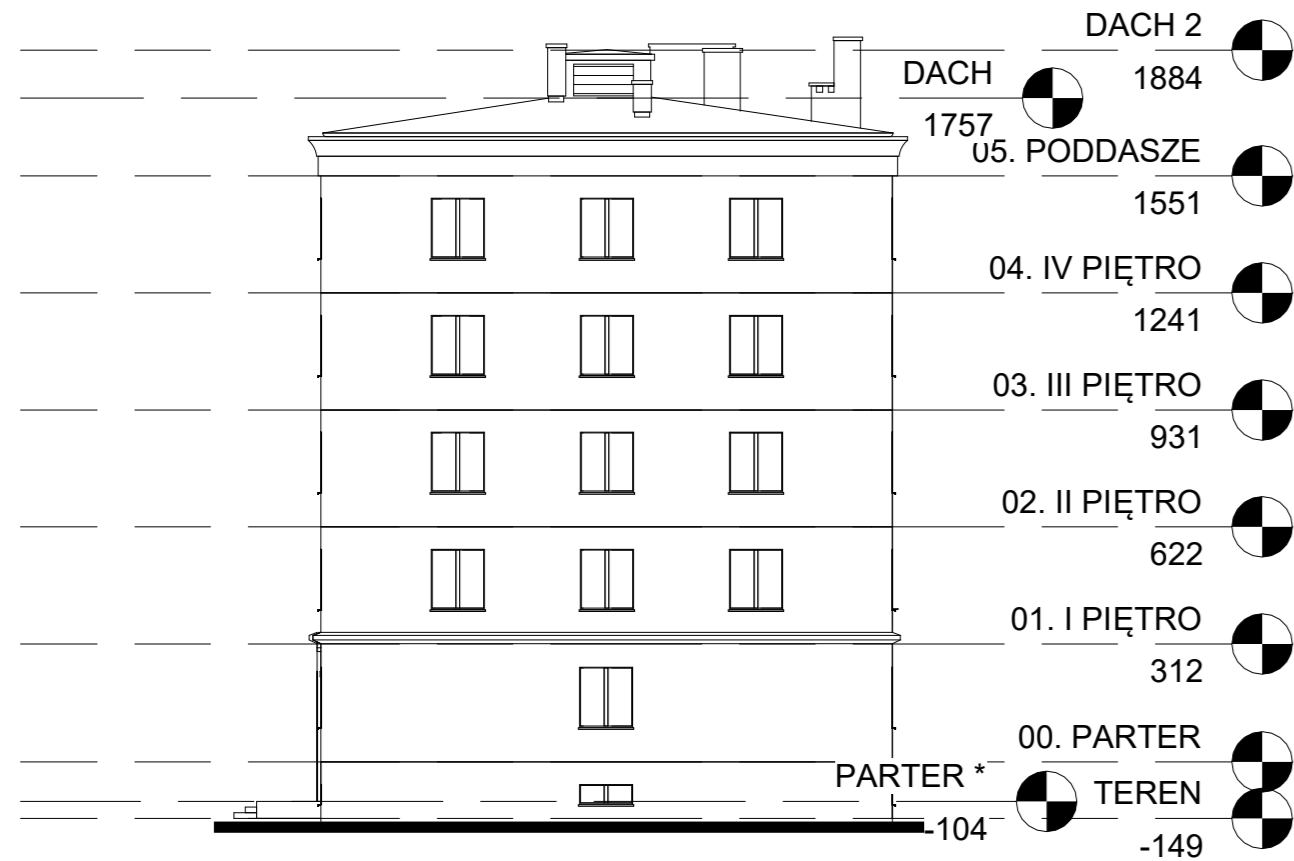 DACH 2
1884
DACH
1757
05. PODDASZE
1551
04. IV PIĘTRO
1241
03. III PIĘTRO
931
02. II PIĘTRO
622
01. I PIĘTRO
312
00. PARTER
PARTER *
-104
TEREN
-149